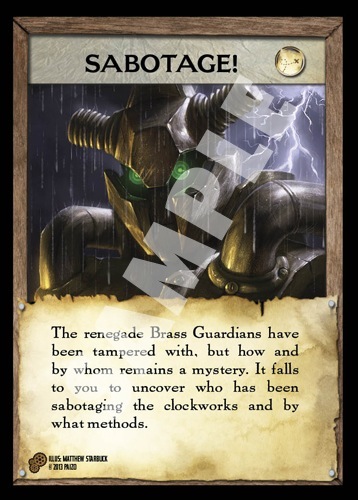 SABOTAGE!
SAMPLE
The renegade Brass Guardians have
been tampered with, but how and
by whom remains a mystery. It falls
to you to uncover who has been
sabotaging the clockworks and by
what methods.
ILLUS: MATTHEW STARBUCK
© 2013 PAIZO